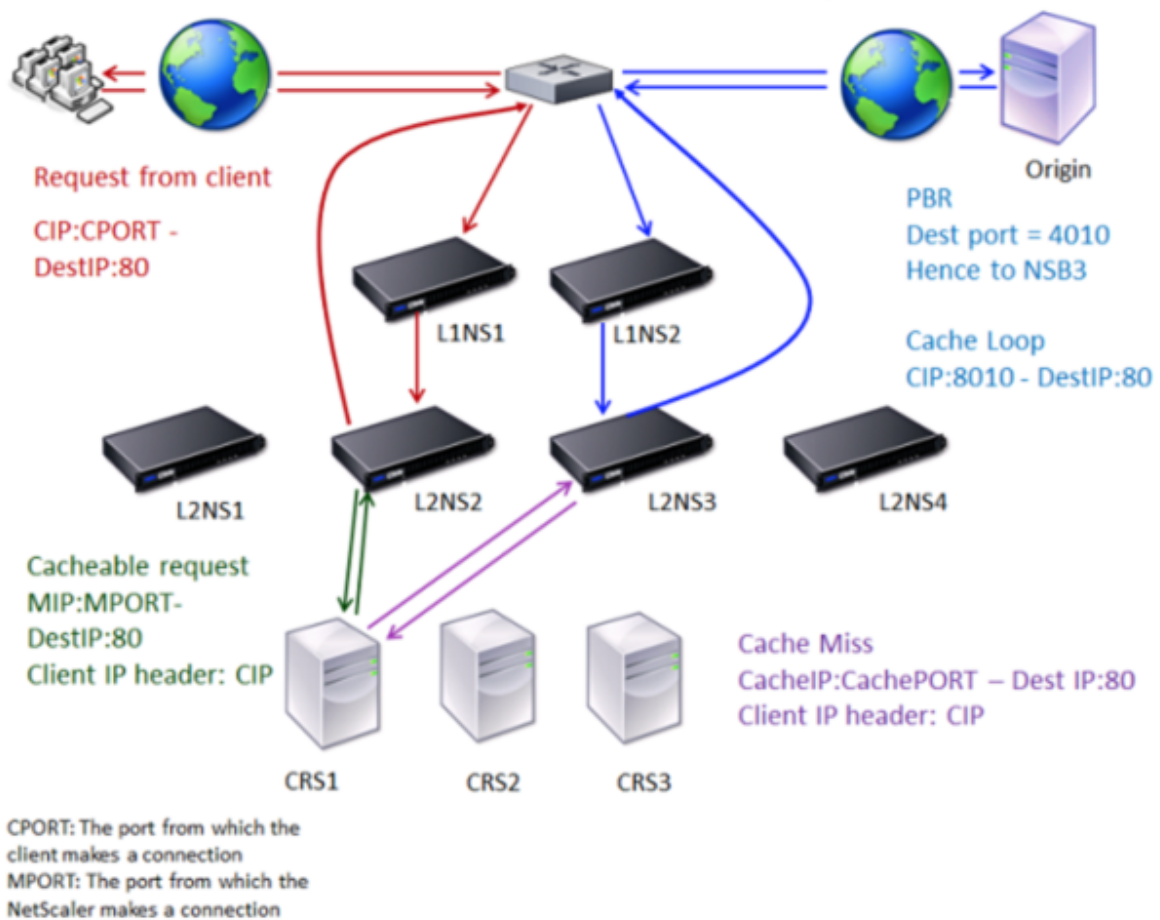 Request from client
CIP:CPORT -
DestIP:80
Origin
PBR
Dest port = 4010
Hence to NSB3
Cache Loop
CIP:8010 - DestIP:80
L1NS1
L1NS2
L2NS1
L2NS2
L2NS3
L2NS4
Cacheable request
MIP:MPORT-
DestIP:80
Client IP header: CIP
Cache Miss
CacheIP:CachePORT – Dest IP:80
Client IP header: CIP
CRS1
CRS2
CRS3
CPORT: The port from which the
client makes a connection
MPORT: The port from which the
NetScaler makes a connection